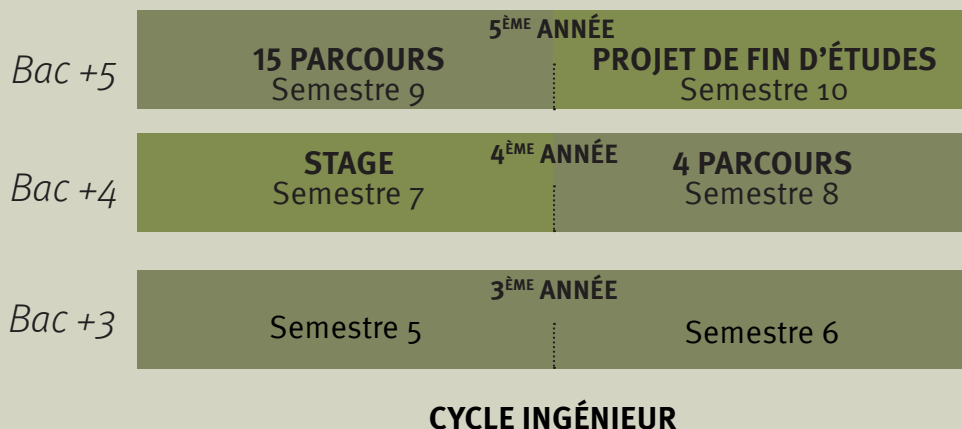 5ÈME ANNÉE
Bac +5
15 PARCOURS
Semestre 9
PROJET DE FIN D'ÉTUDES
Semestre 10
4ÈME ANNÉE
Bac +4
STAGE
Semestre 7
4 PARCOURS
Semestre 8
3ÈME ANNÉE
Bac +3
Semestre 5
Semestre 6
CYCLE INGÉNIEUR